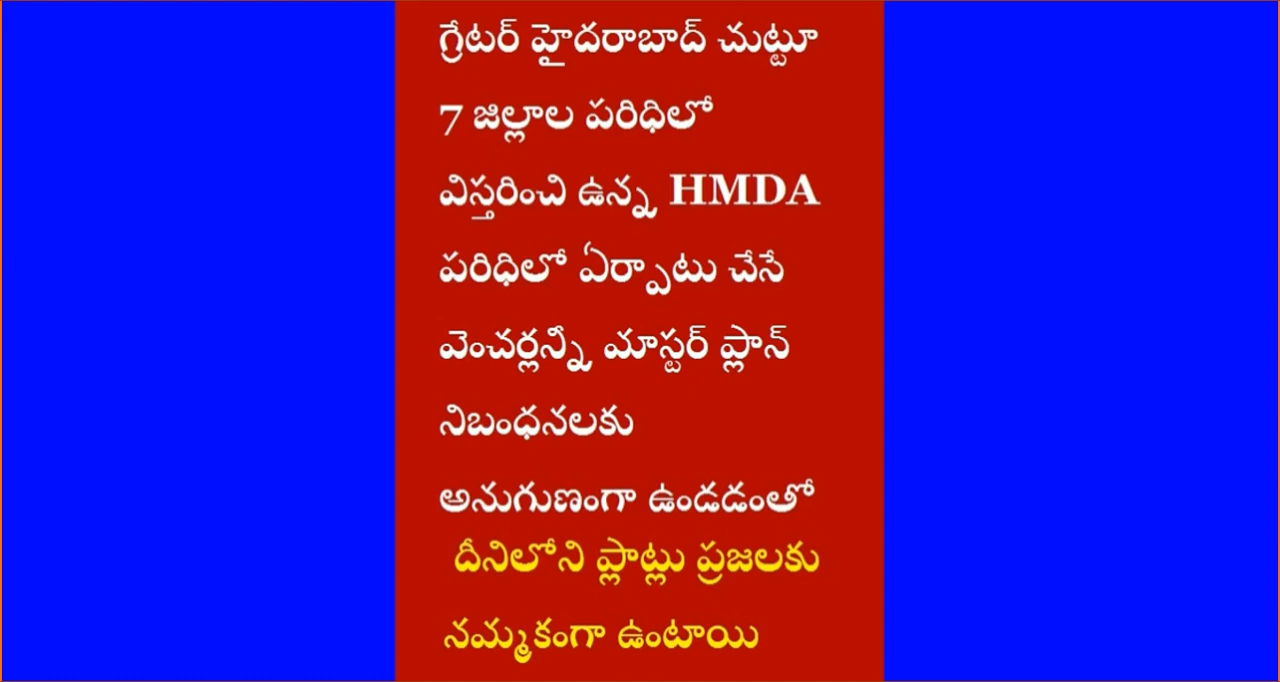 గ్రేటర్ హైదరాబాద్ చుట్టూ
7 జిల్లాల పరిధిలో
విస్తరించి ఉన్న HMDA
పరిధిలో ఏర్పాటు చేసే
వెంచర్లన్నీ మాస్టర్ ప్లాన్
నిబంధనలకు
అనుగుణంగా ఉండడంతో
దీనిలోని ప్లాట్లు ప్రజలకు
నమ్మకంగా ఉంటాయి